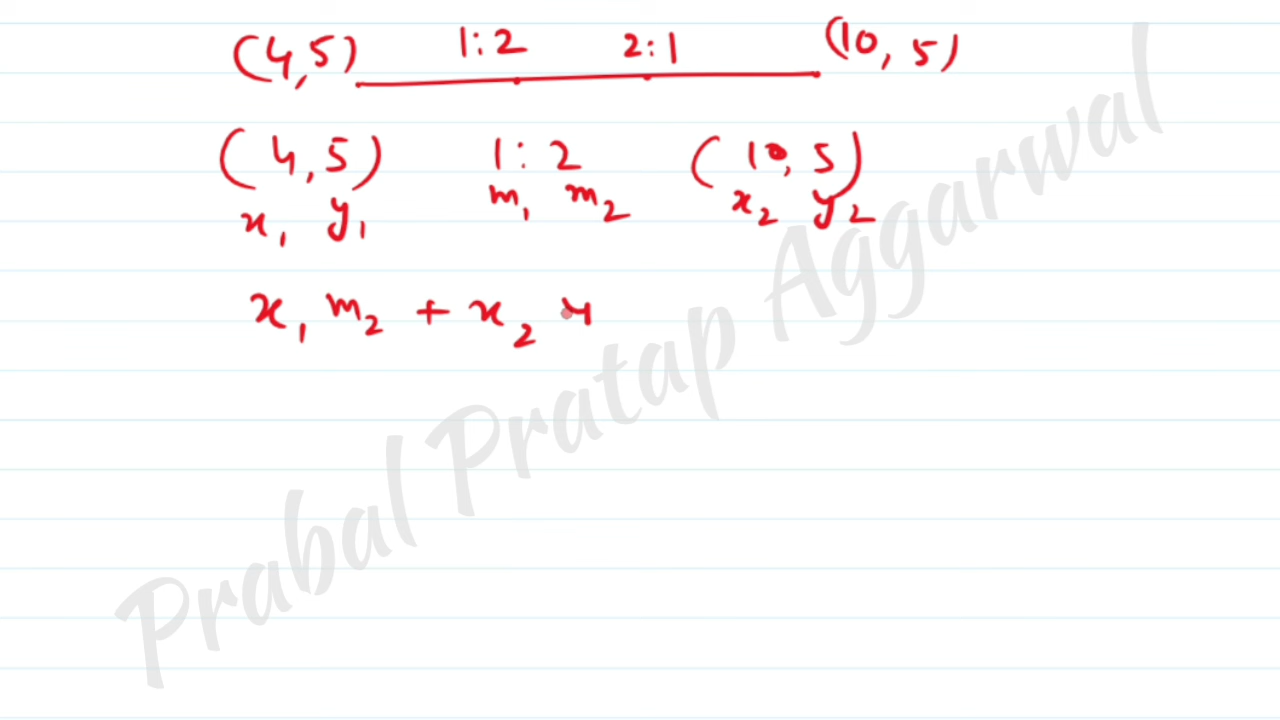 (4,5) 1:2 2:1 (10, 5)
(4,5) 1:2 (10,5)
x₁ y₁ m₁ m₂ x₂ y₂
x₁ m₂ + x₂
Prabal Pratap Aggarwal